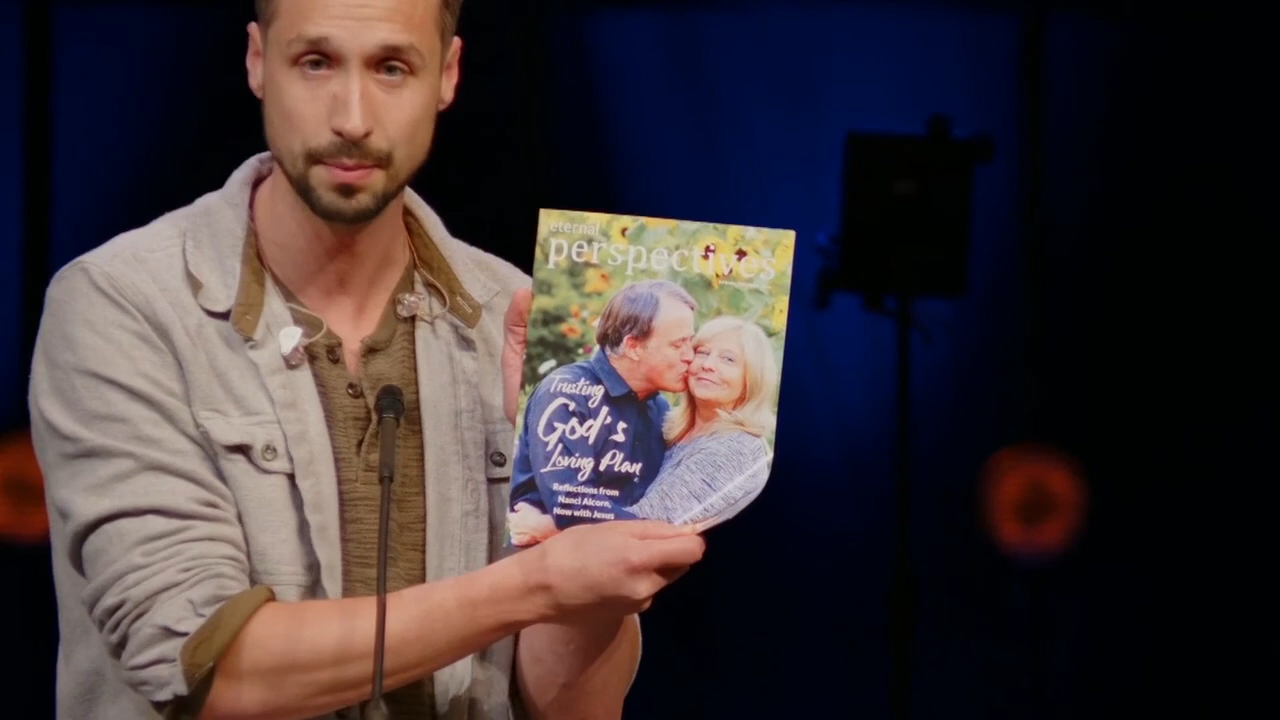 eternal
perspectives
Trusting
God's
Loving Plan
Reflections from
Nanci Alcorn,
Now with Jesus